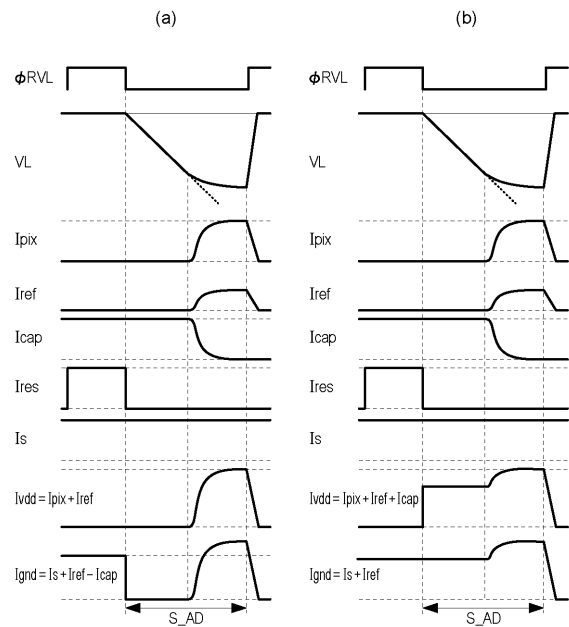 (a)
ϕRVL
VL
Ipix
Iref
Icap
Ires
Is
Ivdd = Ipix + Iref
Ignd = Is + Iref − Icap
S_AD
(b)
ϕRVL
VL
Ipix
Iref
Icap
Ires
Is
Ivdd = Ipix + Iref + Icap
Ignd = Is + Iref
S_AD